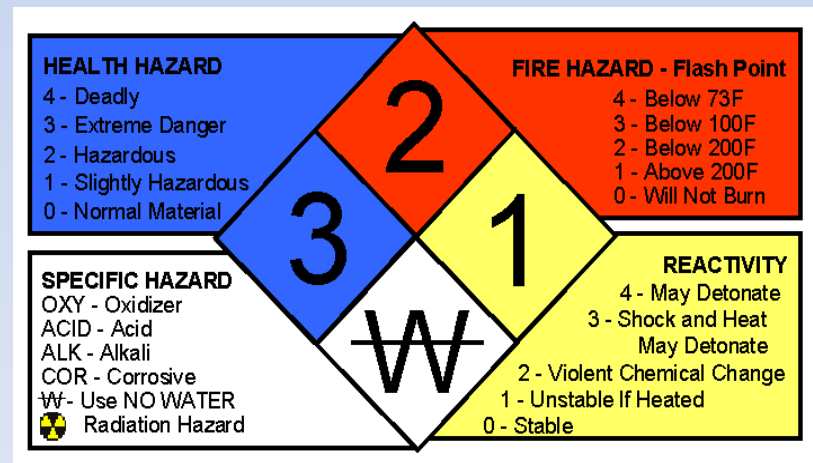 HEALTH HAZARD
4 - Deadly
3 - Extreme Danger
2 - Hazardous
1 - Slightly Hazardous
0 - Normal Material
FIRE HAZARD - Flash Point
4 - Below 73F
3 - Below 100F
2 - Below 200F
1 - Above 200F
0 - Will Not Burn
2
3
1
W
SPECIFIC HAZARD
OXY - Oxidizer
ACID - Acid
ALK - Alkali
COR - Corrosive
W - Use NO WATER
Radiation Hazard
REACTIVITY
4 - May Detonate
3 - Shock and Heat
May Detonate
2 - Violent Chemical Change
1 - Unstable If Heated
0 - Stable